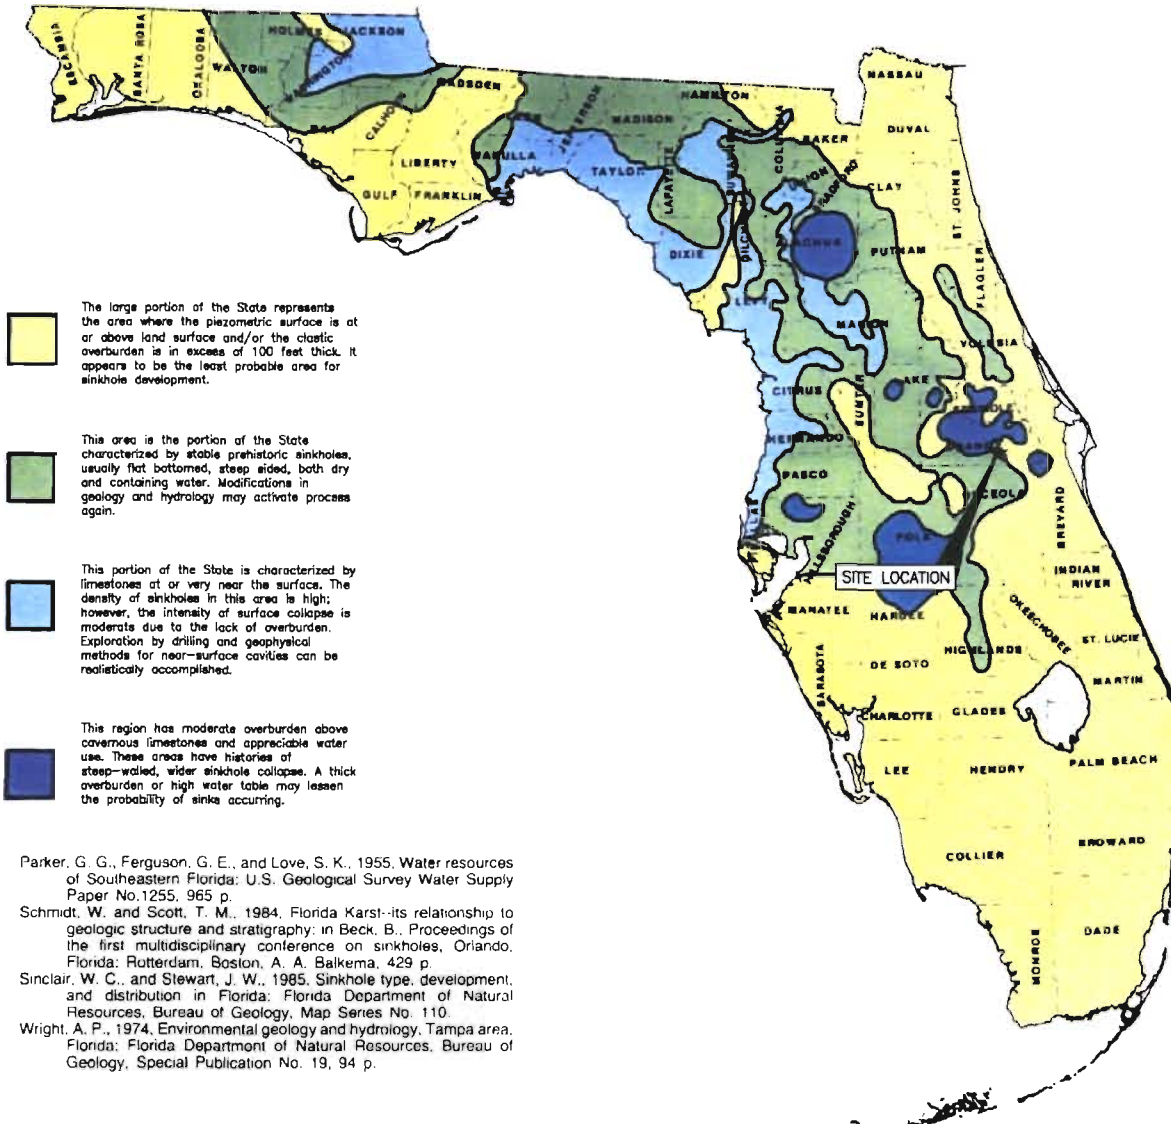 HOLMES
JACKSON
ESCAMBIA
SANTA ROSA
OKALOOSA
WALTON
WASHINGTON
BAY
CALHOUN
GADSDEN
LIBERTY
GULF
FRANKLIN
LEON
WAKULLA
JEFFERSON
MADISON
HAMILTON
TAYLOR
LAFAYETTE
SUWANNEE
COLUMBIA
BAKER
NASSAU
DUVAL
UNION
BRADFORD
CLAY
ST. JOHNS
DIXIE
ALACHUA
PUTNAM
FLAGLER
LEVY
MARION
VOLUSIA
CITRUS
SUMTER
LAKE
HERNANDO
PASCO
HILLSBOROUGH
POLK
BREVARD
SITE LOCATION
INDIAN
RIVER
MANATEE
HARDEE
OKEECHOBEE
ST. LUCIE
HIGHLANDS
DE SOTO
SARASOTA
MARTIN
CHARLOTTE
GLADES
LEE
HENDRY
PALM BEACH
COLLIER
BROWARD
MONROE
DADE
The large portion of the State represents
the area where the piezometric surface is at
or above land surface and/or the clastic
overburden is in excess of 100 feet thick. It
appears to be the least probable area for
sinkhole development.
This area is the portion of the State
characterized by stable prehistoric sinkholes,
usually flat bottomed, steep sided, both dry
and containing water. Modifications in
geology and hydrology may activate process
again.
This portion of the State is characterized by
limestones at or very near the surface. The
density of sinkholes in this area is high;
however, the intensity of surface collapse is
moderate due to the lack of overburden.
Exploration by drilling and geophysical
methods for near-surface cavities can be
realistically accomplished.
This region has moderate overburden above
cavernous limestones and appreciable water
use. These areas have histories of
steep-walled, wider sinkhole collapse. A thick
overburden or high water table may lessen
the probability of sinks accurring.
Parker, G. G., Ferguson, G. E., and Love, S. K., 1955, Water resources
of Southeastern Florida: U.S. Geological Survey Water Supply
Paper No.1255, 965 p.
Schmidt, W. and Scott, T. M., 1984, Florida Karst--its relationship to
geologic structure and stratigraphy: in Beck, B., Proceedings of
the first multidisciplinary conference on sinkholes, Orlando,
Florida: Rotterdam, Boston, A. A. Balkema, 429 p.
Sinclair, W. C., and Stewart, J. W., 1985, Sinkhole type, development,
and distribution in Florida: Florida Department of Natural
Resources, Bureau of Geology, Map Series No. 110.
Wright, A. P., 1974, Environmental geology and hydrology, Tampa area,
Florida: Florida Department of Natural Resources, Bureau of
Geology, Special Publication No. 19, 94 p.